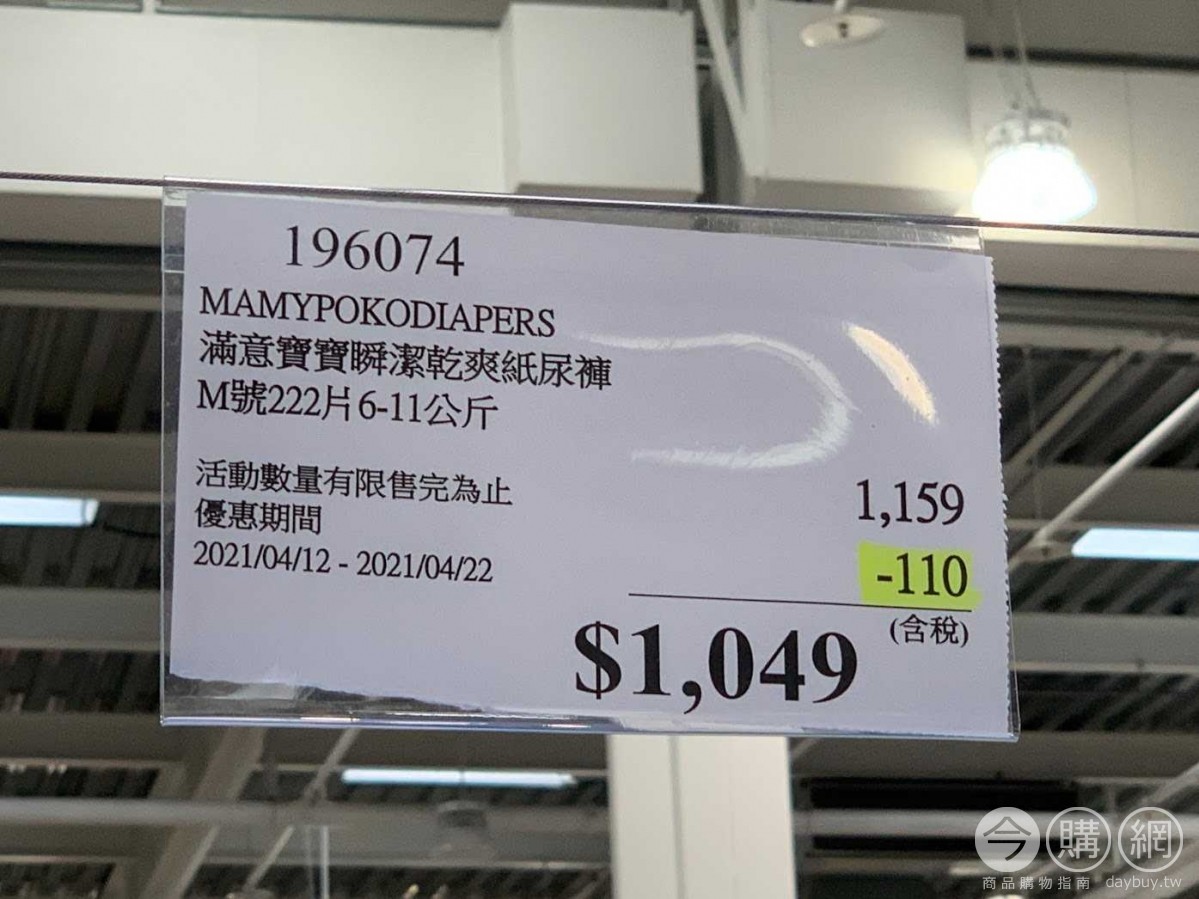 196074
MAMYPOKODIAPERS
滿意寶寶瞬潔乾爽紙尿褲
M號222片6-11公斤
活動數量有限售完為止
優惠期間
2021/04/12 - 2021/04/22
1,159
-110
(含稅)
$1,049
今購網
商品購物指南 daybuy.tw